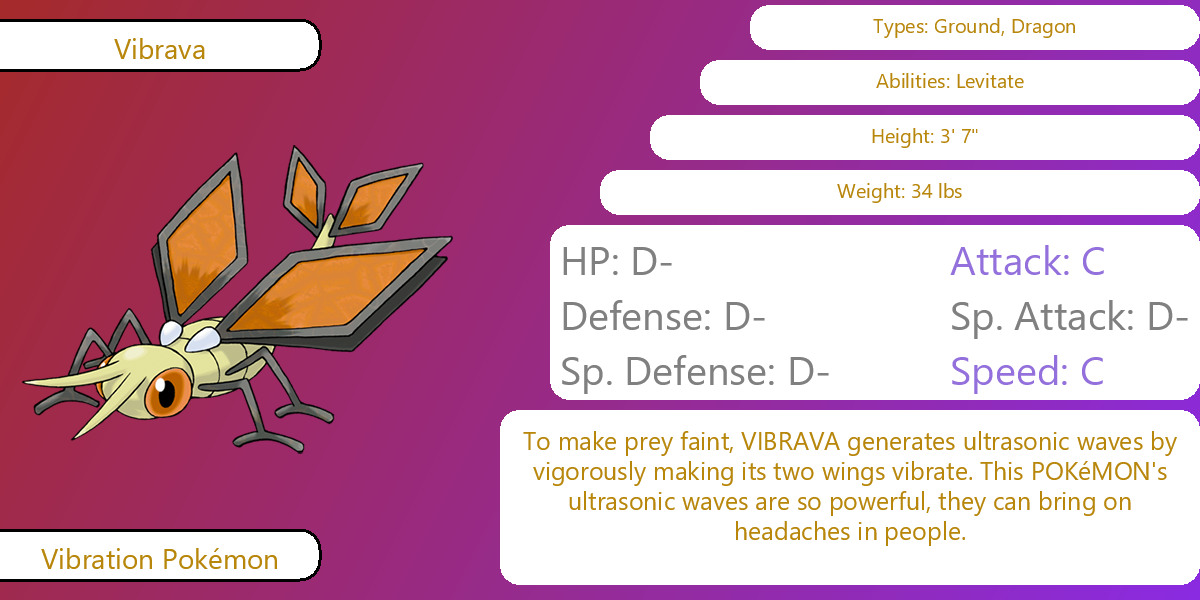 Vibrava
Types: Ground, Dragon
Abilities: Levitate
Height: 3' 7"
Weight: 34 lbs
HP: D-
Attack: C
Defense: D-
Sp. Attack: D-
Sp. Defense: D-
Speed: C
To make prey faint, VIBRAVA generates ultrasonic waves by
vigorously making its two wings vibrate. This POKéMON's
ultrasonic waves are so powerful, they can bring on
headaches in people.
Vibration Pokémon